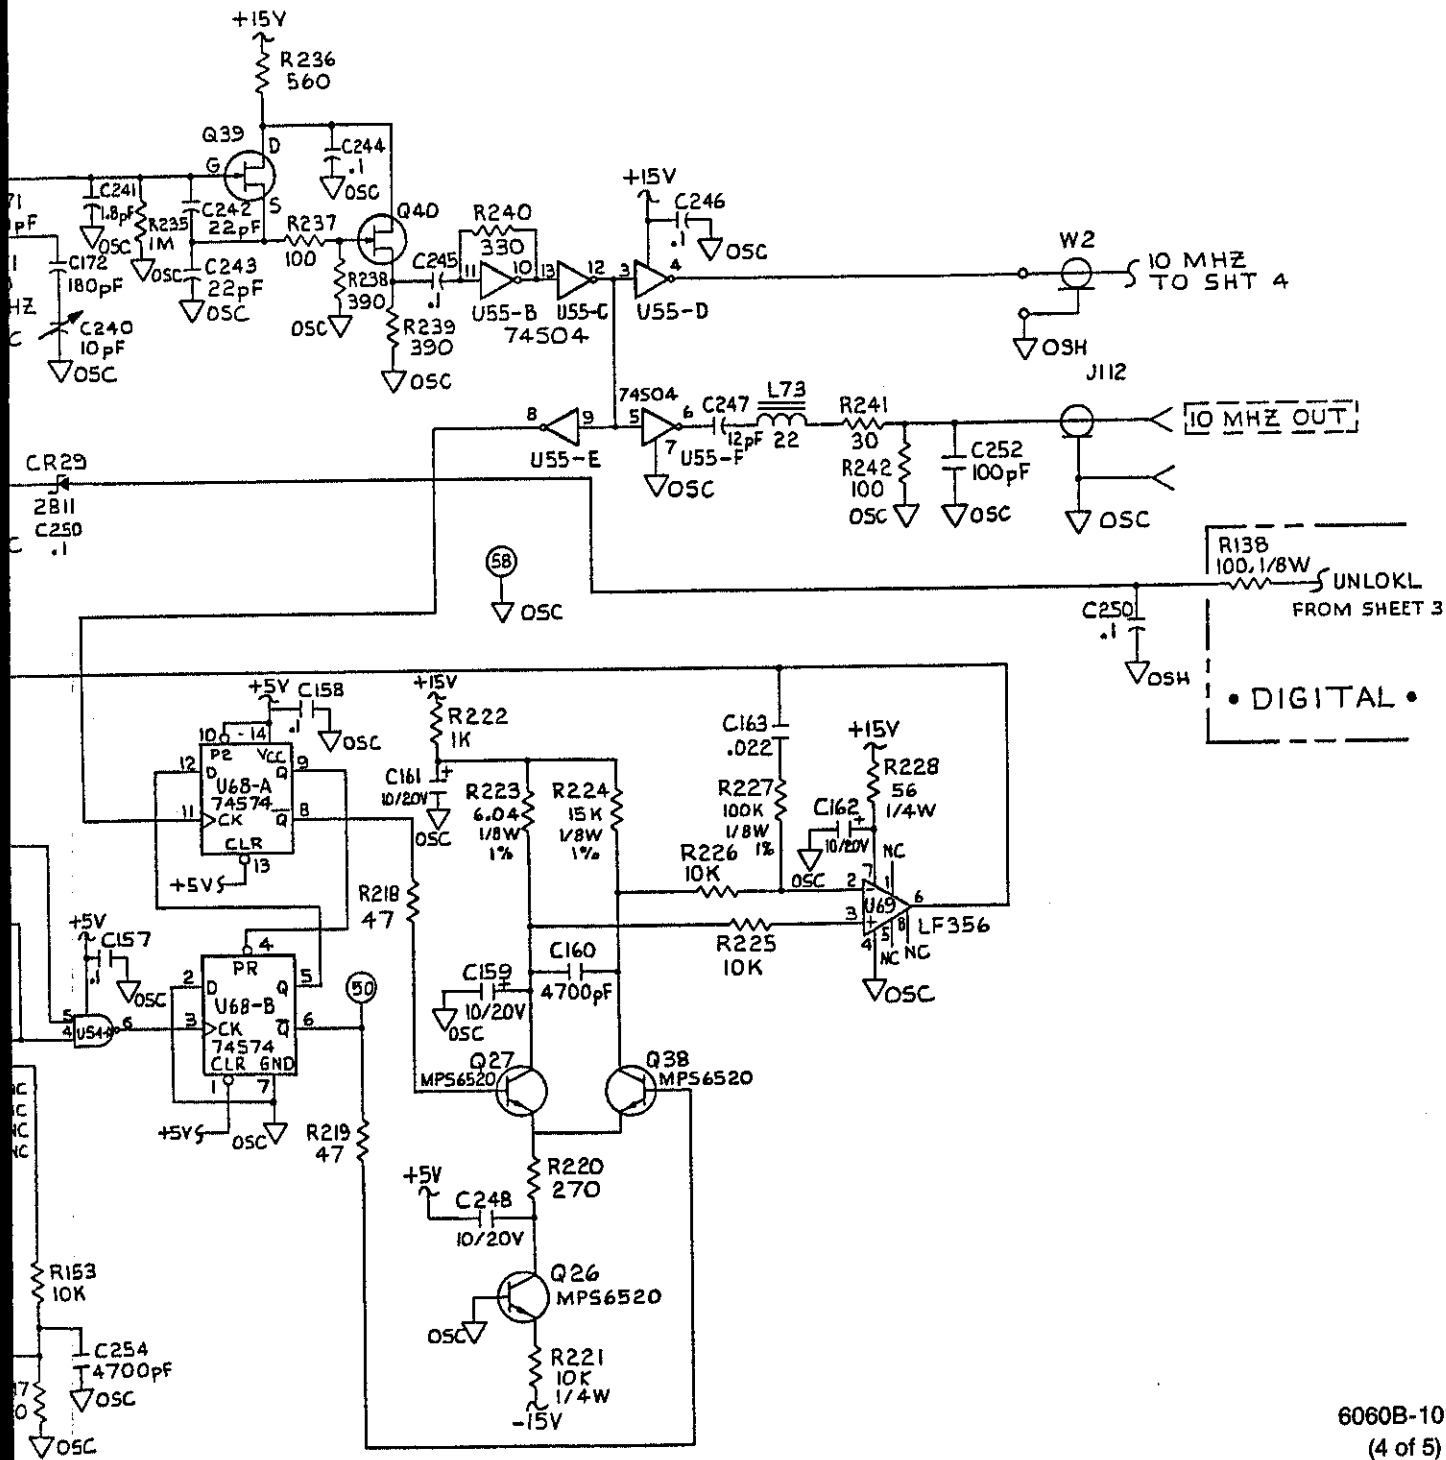 +15V
R236
560
Q39
D
G
S
C244
.1
OSC
C241
1.8pF
OSC
R235
1M
OSC
C242
22pF
C243
22pF
OSC
R237
100
Q40
R238
390
OSC
R239
390
OSC
C245
.1
R240
330
11
10
U55-B
74S04
13
12
U55-C
+15V
C246
.1
OSC
3
4
U55-D
W2
10 MHZ
TO SHT 4
OSH
71
1pF
C172
180pF
HZ
C
C240
10pF
OSC
8
9
U55-E
74S04
5
6
7
U55-F
OSC
C247
12pF
L73
22
R241
30
R242
100
OSC
C252
100pF
OSC
J112
10 MHZ OUT
OSC
CR29
2B11
C250
.1
C
58
OSC
R138
100, 1/8W
UNLOKL
FROM SHEET 3
C250
.1
OSH
• DIGITAL •
+5V
C158
.1
OSC
10
14
P2
VCC
12
D
Q
9
U68-A
74574
11
CK
Q
8
CLR
13
+5V
+5V
C157
.1
OSC
5
4
U54-
6
4
PR
2
D
Q
5
U68-B
3
CK
Q
6
74574
CLR
GND
1
7
+5V
OSC
50
R218
47
R219
47
+15V
R222
1K
C161
+
10/20V
OSC
R223
6.04
1/8W
1%
R224
15K
1/8W
1%
C163
.022
R227
100K
1/8W
1%
R226
10K
R225
10K
+15V
R228
56
1/4W
C162
+
10/20V
OSC
7
NC
1
2
-
U69
6
3
+
4
5
8
LF356
NC
NC
OSC
C159
+
10/20V
OSC
C160
4700pF
Q27
MPS6520
Q38
MPS6520
R220
270
+5V
C248
10/20V
Q26
MPS6520
OSC
R221
10K
1/4W
-15V
NC
NC
NC
NC
R153
10K
C254
4700pF
OSC
17
0
OSC
6060B-10
(4 of 5)